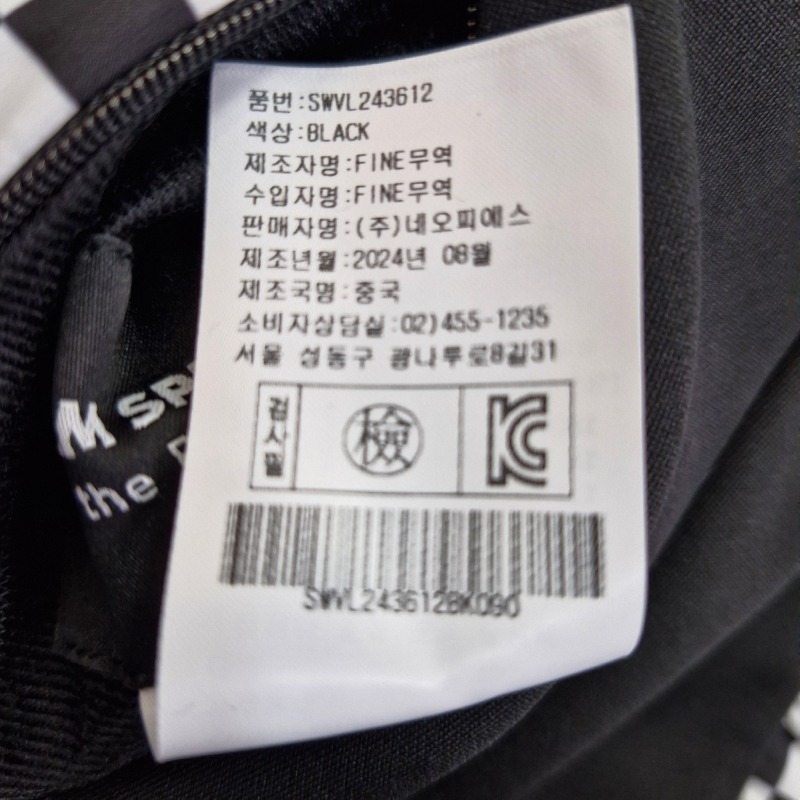 품번:SWVL243612
색상:BLACK
제조자명:FINE무역
수입자명:FINE무역
판매자명:(주)네오피에스
제조년월:2024년 08월
제조국명:중국
소비자상담실:02)455-1235
서울 성동구 광나루로8길31
검사필 檢 KC
SWVL243612BK090
the